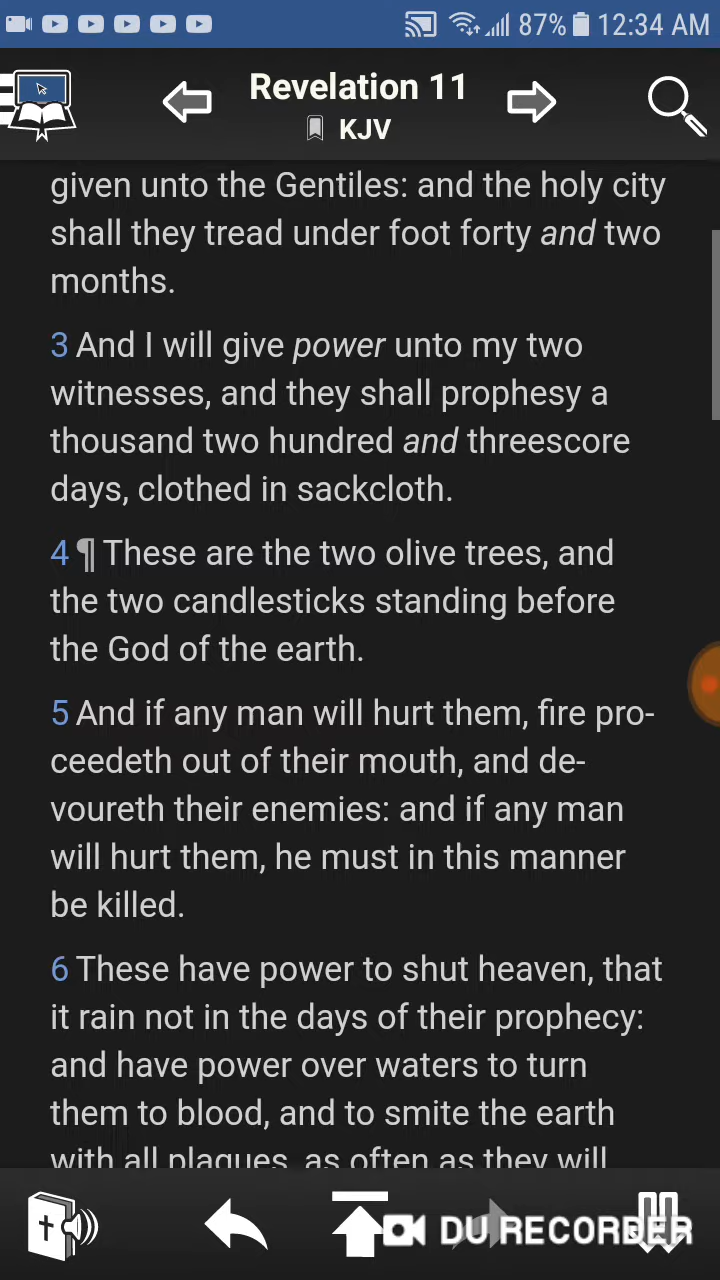 87% 12:34 AM
Revelation 11
KJV
given unto the Gentiles: and the holy city
shall they tread under foot forty and two
months.
3 And I will give power unto my two
witnesses, and they shall prophesy a
thousand two hundred and threescore
days, clothed in sackcloth.
4 ¶ These are the two olive trees, and
the two candlesticks standing before
the God of the earth.
5 And if any man will hurt them, fire pro-
ceedeth out of their mouth, and de-
voureth their enemies: and if any man
will hurt them, he must in this manner
be killed.
6 These have power to shut heaven, that
it rain not in the days of their prophecy:
and have power over waters to turn
them to blood, and to smite the earth
with all plagues, as often as they will
DU RECORDER